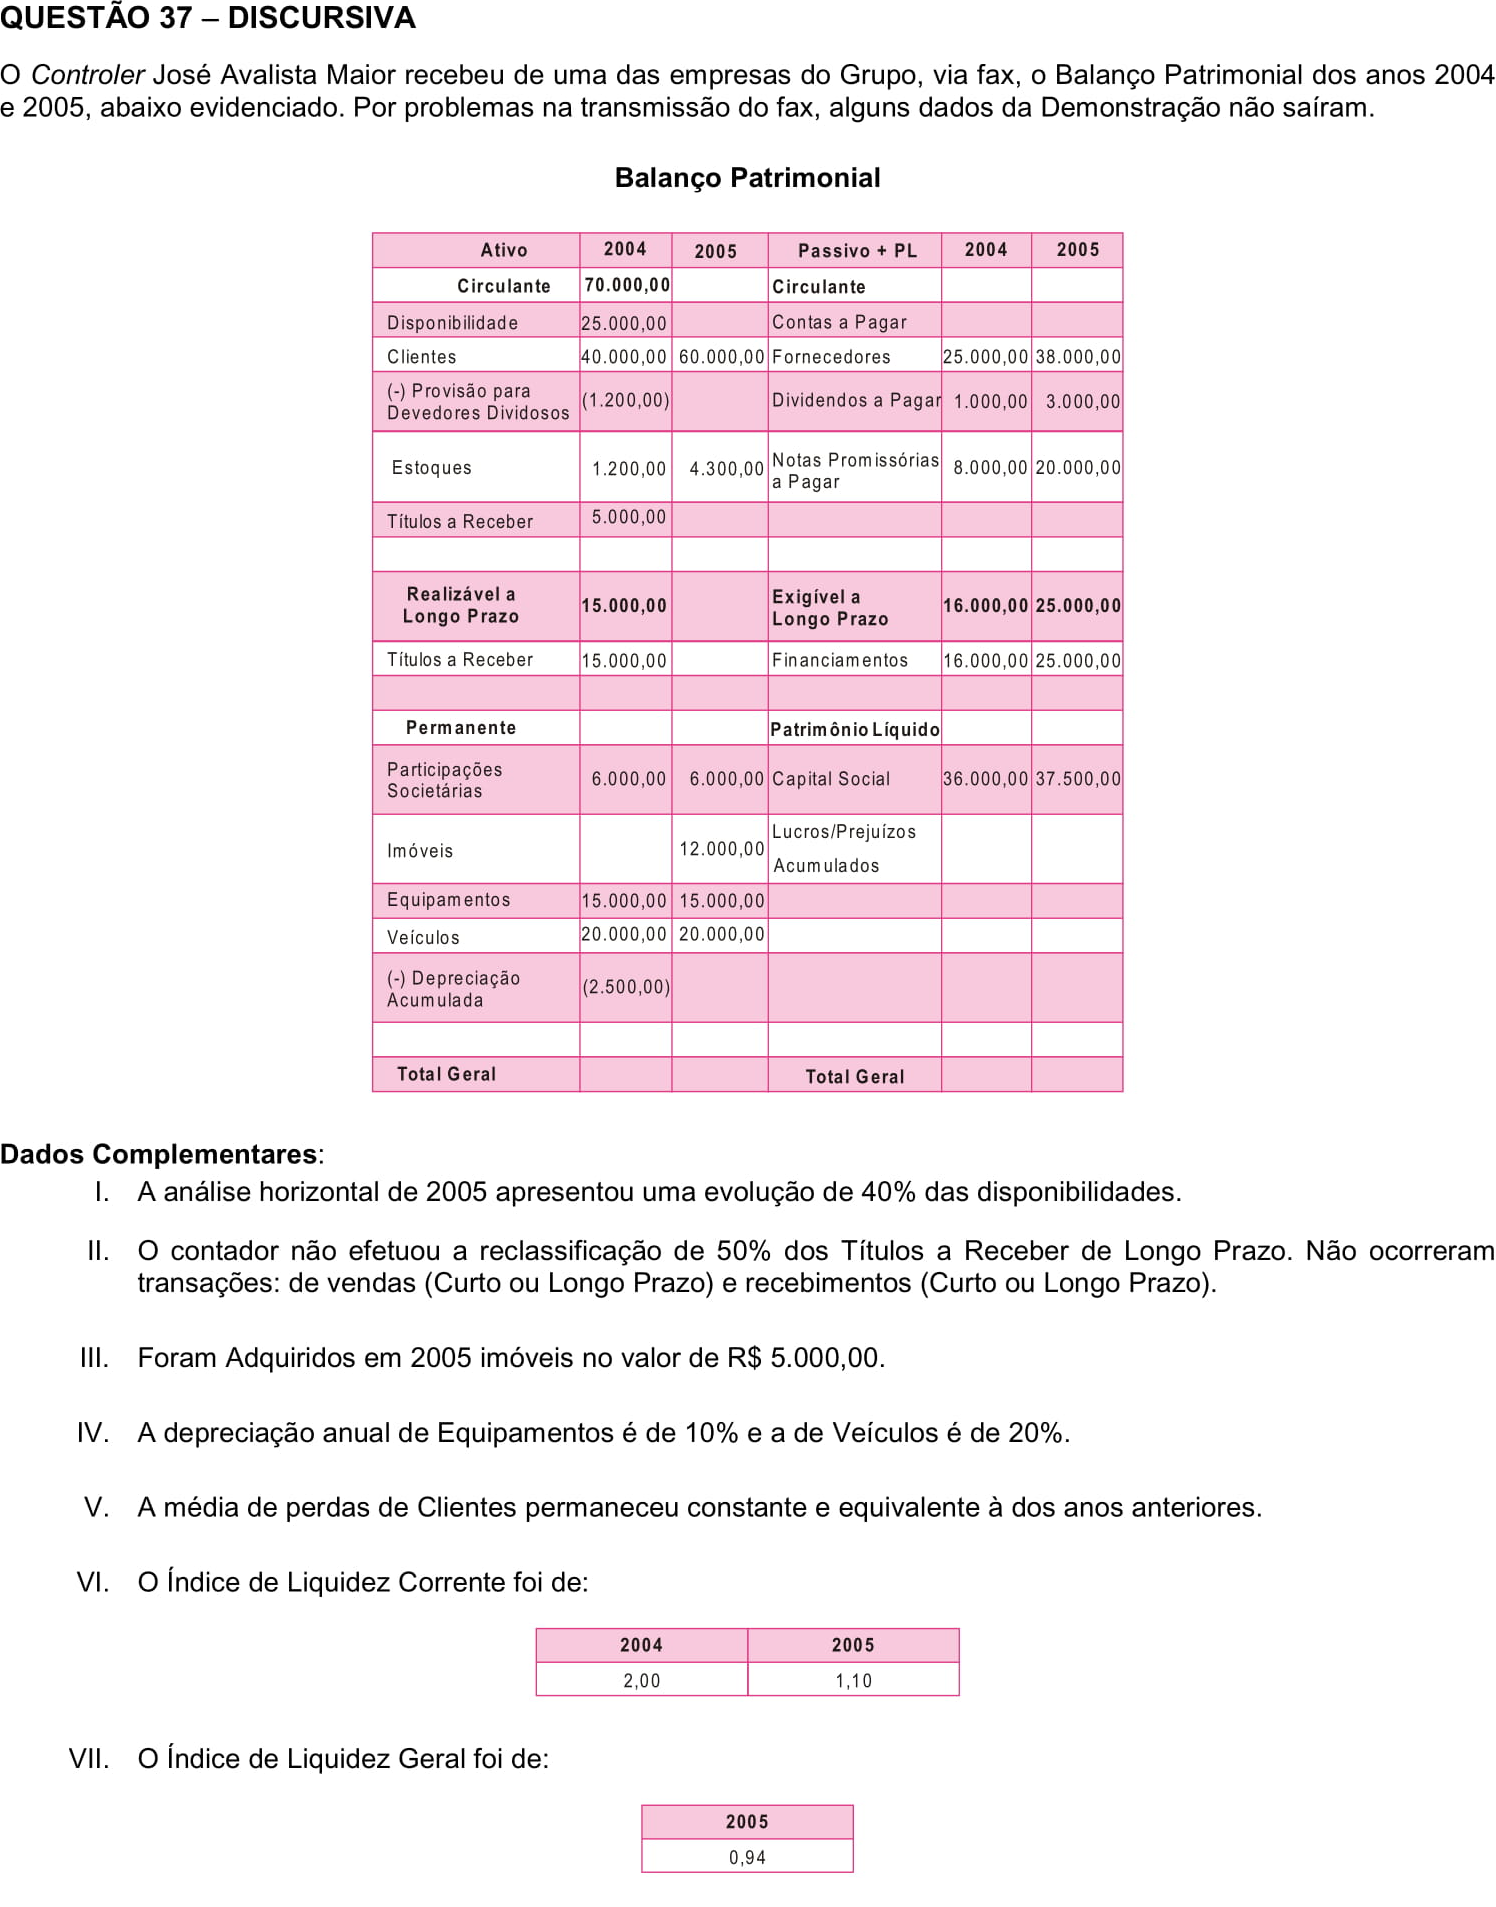 QUESTÃO 37 – DISCURSIVA
O Controler José Avalista Maior recebeu de uma das empresas do Grupo, via fax, o Balanço Patrimonial dos anos 2004
e 2005, abaixo evidenciado. Por problemas na transmissão do fax, alguns dados da Demonstração não saíram.
Balanço Patrimonial
Ativo 2004 2005 Passivo + PL 2004 2005
Circulante 70.000,00 Circulante
Disponibilidade 25.000,00 Contas a Pagar
Clientes 40.000,00 60.000,00 Fornecedores 25.000,00 38.000,00
(-) Provisão para
Devedores Dividosos (1.200,00) Dividendos a Pagar 1.000,00 3.000,00
Estoques 1.200,00 4.300,00 Notas Promissórias
a Pagar 8.000,00 20.000,00
Títulos a Receber 5.000,00
Realizável a
Longo Prazo 15.000,00 Exigível a
Longo Prazo 16.000,00 25.000,00
Títulos a Receber 15.000,00 Financiamentos 16.000,00 25.000,00
Permanente Patrimônio Líquido
Participações
Societárias 6.000,00 6.000,00 Capital Social 36.000,00 37.500,00
Imóveis 12.000,00 Lucros/Prejuízos
Acumulados
Equipamentos 15.000,00 15.000,00
Veículos 20.000,00 20.000,00
(-) Depreciação
Acumulada (2.500,00)
Total Geral Total Geral
Dados Complementares:
I. A análise horizontal de 2005 apresentou uma evolução de 40% das disponibilidades.
II. O contador não efetuou a reclassificação de 50% dos Títulos a Receber de Longo Prazo. Não ocorreram
transações: de vendas (Curto ou Longo Prazo) e recebimentos (Curto ou Longo Prazo).
III. Foram Adquiridos em 2005 imóveis no valor de R$ 5.000,00.
IV. A depreciação anual de Equipamentos é de 10% e a de Veículos é de 20%.
V. A média de perdas de Clientes permaneceu constante e equivalente à dos anos anteriores.
VI. O Índice de Liquidez Corrente foi de:
2004 2005
2,00 1,10
VII. O Índice de Liquidez Geral foi de:
2005
0,94